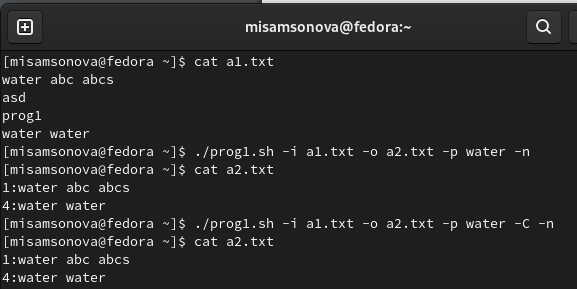 misamsonova@fedora:~
[misamsonova@fedora ~]$ cat a1.txt
water abc abcs
asd
prog1
water water
[misamsonova@fedora ~]$ ./prog1.sh -i a1.txt -o a2.txt -p water -n
[misamsonova@fedora ~]$ cat a2.txt
1:water abc abcs
4:water water
[misamsonova@fedora ~]$ ./prog1.sh -i a1.txt -o a2.txt -p water -C -n
[misamsonova@fedora ~]$ cat a2.txt
1:water abc abcs
4:water water